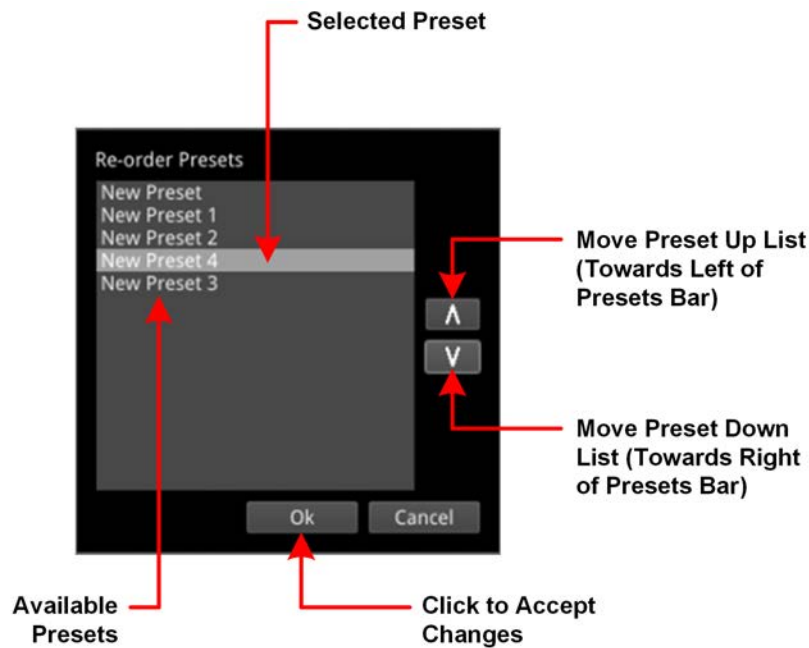 Selected Preset
Re-order Presets
New Preset
New Preset 1
New Preset 2
New Preset 4
New Preset 3
Move Preset Up List
(Towards Left of
Presets Bar)
Λ
V
Move Preset Down
List (Towards Right
of Presets Bar)
Ok
Cancel
Available
Presets
Click to Accept
Changes